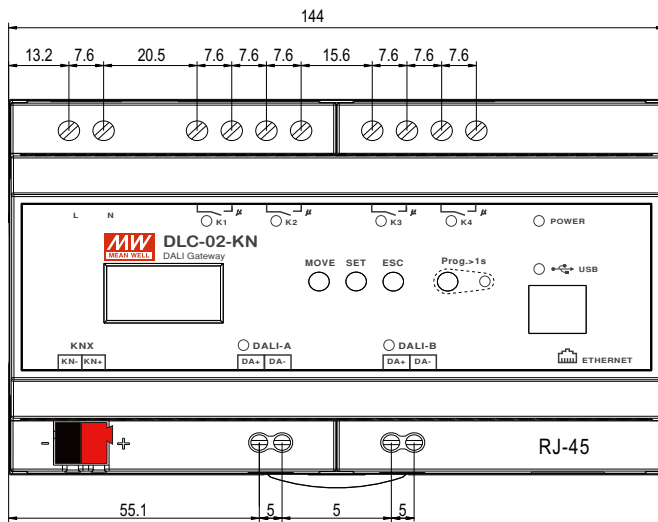 144
13.2 7.6 20.5 7.6 7.6 7.6 15.6 7.6 7.6 7.6
K1 μ K2 μ K3 μ K4 μ
L N POWER
MW
MEAN WELL
DLC-02-KN
DALI Gateway
MOVE SET ESC Prog.>1s
USB
KNX DALI-A DALI-B
KN- KN+ DA+ DA- DA+ DA-
ETHERNET
- +
RJ-45
55.1 5 5 5